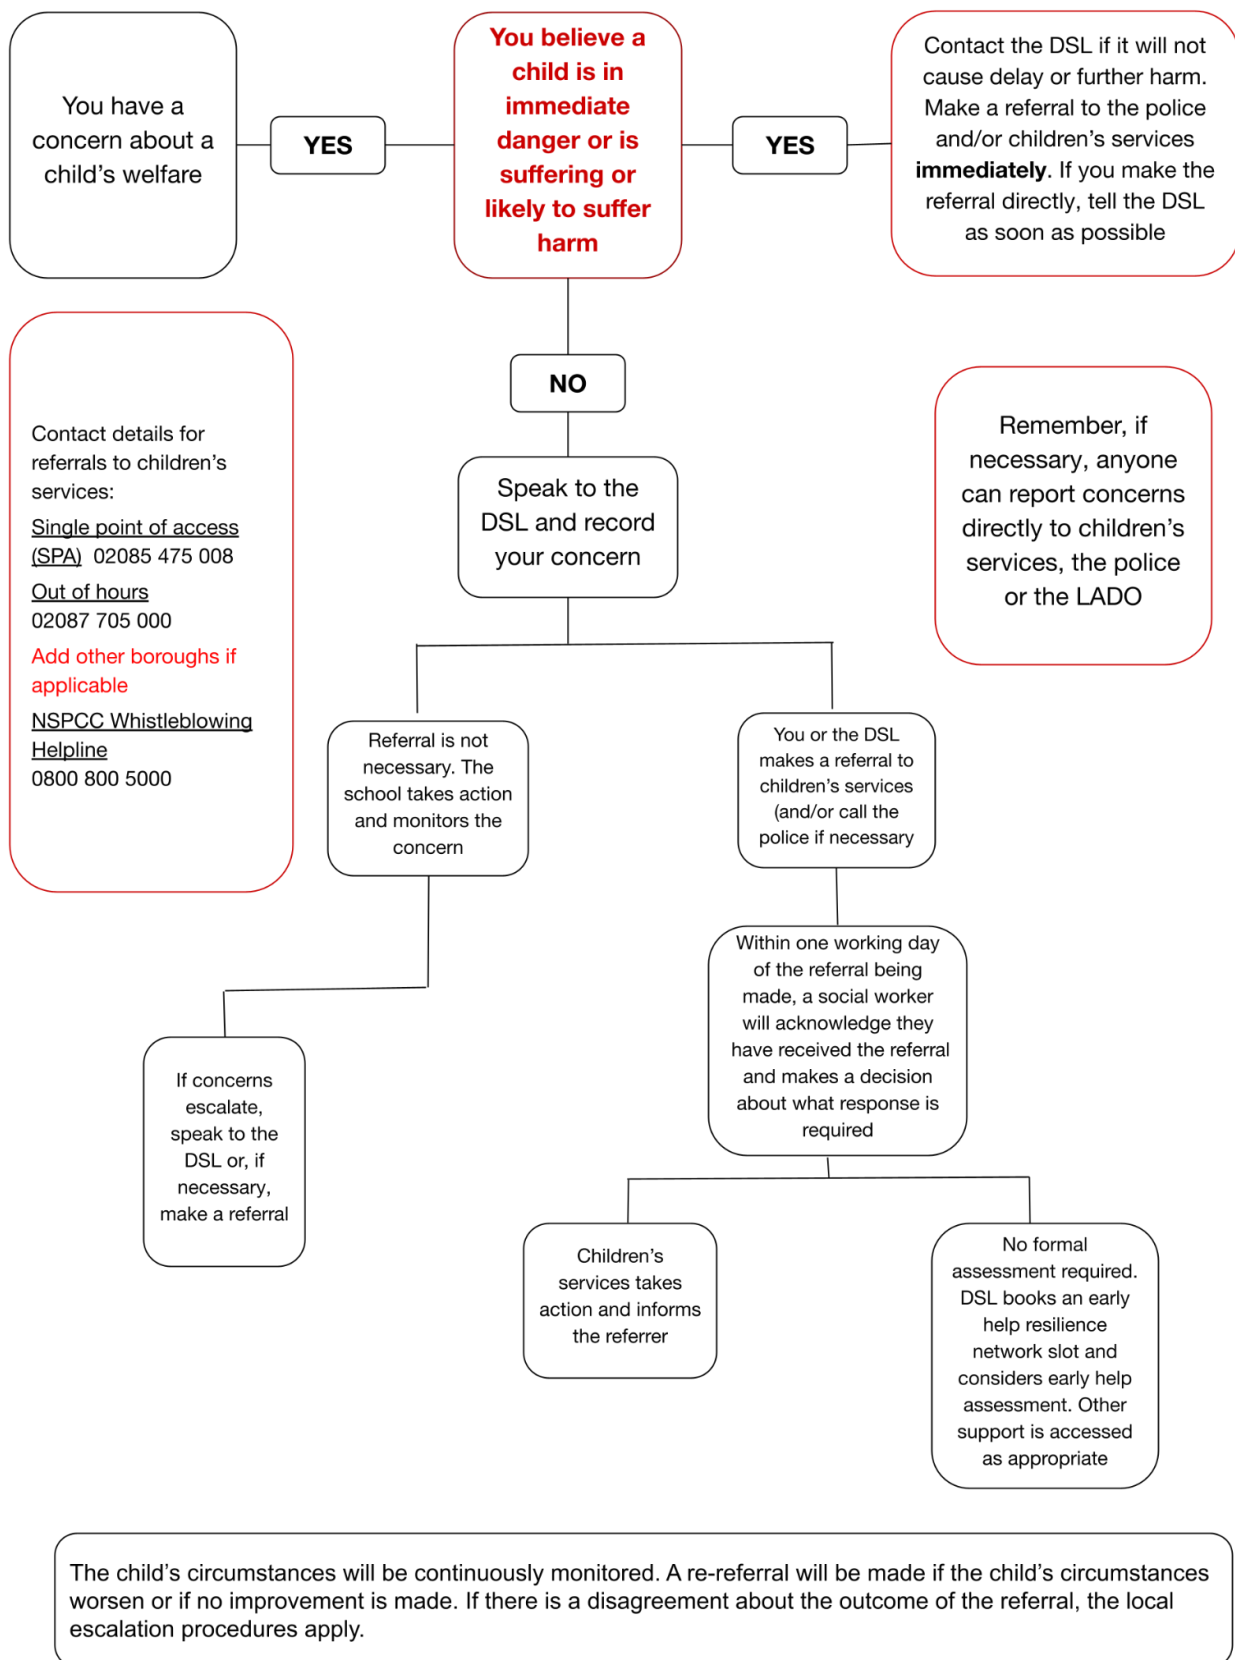 You have a
concern about a
child's welfare
YES
You believe a
child is in
immediate
danger or is
suffering or
likely to suffer
harm
YES
Contact the DSL if it will not
cause delay or further harm.
Make a referral to the police
and/or children's services
immediately. If you make the
referral directly, tell the DSL
as soon as possible
NO
Contact details for
referrals to children's
services:
Single point of access
(SPA) 02085 475 008
Out of hours
02087 705 000
Add other boroughs if
applicable
NSPCC Whistleblowing
Helpline
0800 800 5000
Speak to the
DSL and record
your concern
Remember, if
necessary, anyone
can report concerns
directly to children's
services, the police
or the LADO
Referral is not
necessary. The
school takes action
and monitors the
concern
You or the DSL
makes a referral to
children's services
(and/or call the
police if necessary
Within one working day
of the referral being
made, a social worker
will acknowledge they
have received the referral
and makes a decision
about what response is
required
If concerns
escalate,
speak to the
DSL or, if
necessary,
make a referral
Children's
services takes
action and informs
the referrer
No formal
assessment required.
DSL books an early
help resilience
network slot and
considers early help
assessment. Other
support is accessed
as appropriate
The child's circumstances will be continuously monitored. A re-referral will be made if the child's circumstances
worsen or if no improvement is made. If there is a disagreement about the outcome of the referral, the local
escalation procedures apply.